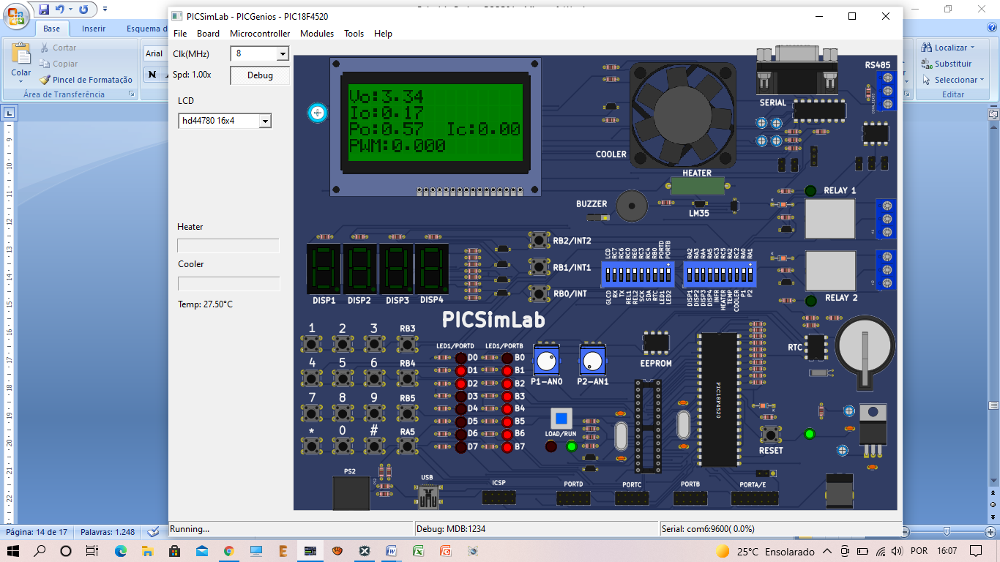 PICSimLab - PICGenios - PIC18F4520
File Board Microcontroller Modules Tools Help
Base Inserir
Cortar
Copiar
Colar
Pincel de Formatação
Área de Transferência
Arial
N
Localizar
Substituir
Selecionar
Editar
Clk(MHz) 8
Spd: 1.00x Debug
LCD
hd44780 16x4
Heater
Cooler
Temp: 27.50°C
Vo:3.34
Io:0.17
Po:0.57 Ic:0.00
PWM:0.000
COOLER
HEATER
SERIAL
RS485
BUZZER
LM35
RELAY 1
RELAY 2
RB2/INT2
RB1/INT1
RB0/INT
DISP1 DISP2 DISP3 DISP4
LCD RC7 RC6 RC0 RE0 RC3 RC4 RB0 PORTD PORTB
GLCD RX TX REL1 REL2 SCK SDA RTC LED1 LED2
RA2 RA3 RA4 RA5 RC3 RC5 RA2 RC2 RA0 RA1
DISP1 DISP2 DISP3 DISP4 INFR HEATER TEMP COOLER P1 P2
PICSimLab
1 2 3 RB3
4 5 6 RB4
7 8 9 RB5
* 0 # RA5
LED1/PORTD LED1/PORTB
D0 B0
D1 B1
D2 B2
D3 B3
D4 B4
D5 B5
D6 B6
D7 B7
P1-AN0 P2-AN1
EEPROM
RTC
PIC18F4520
LOAD/RUN
RESET
PS2
USB
ICSP
PORTD
PORTC
PORTB
PORTA/E
Running...
Debug: MDB:1234
Serial: com6:9600( 0.0%)
Página: 14 de 17 Palavras: 1.248
25°C Ensolarado
POR 16:07